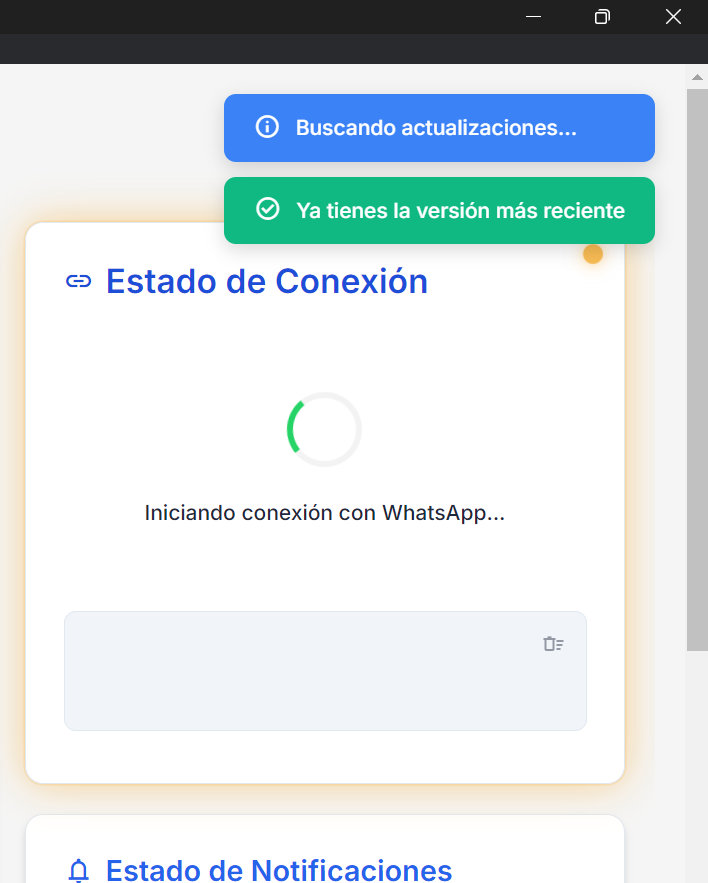 Buscando actualizaciones...
Ya tienes la versión más reciente
Estado de Conexión
Iniciando conexión con WhatsApp...
Estado de Notificaciones